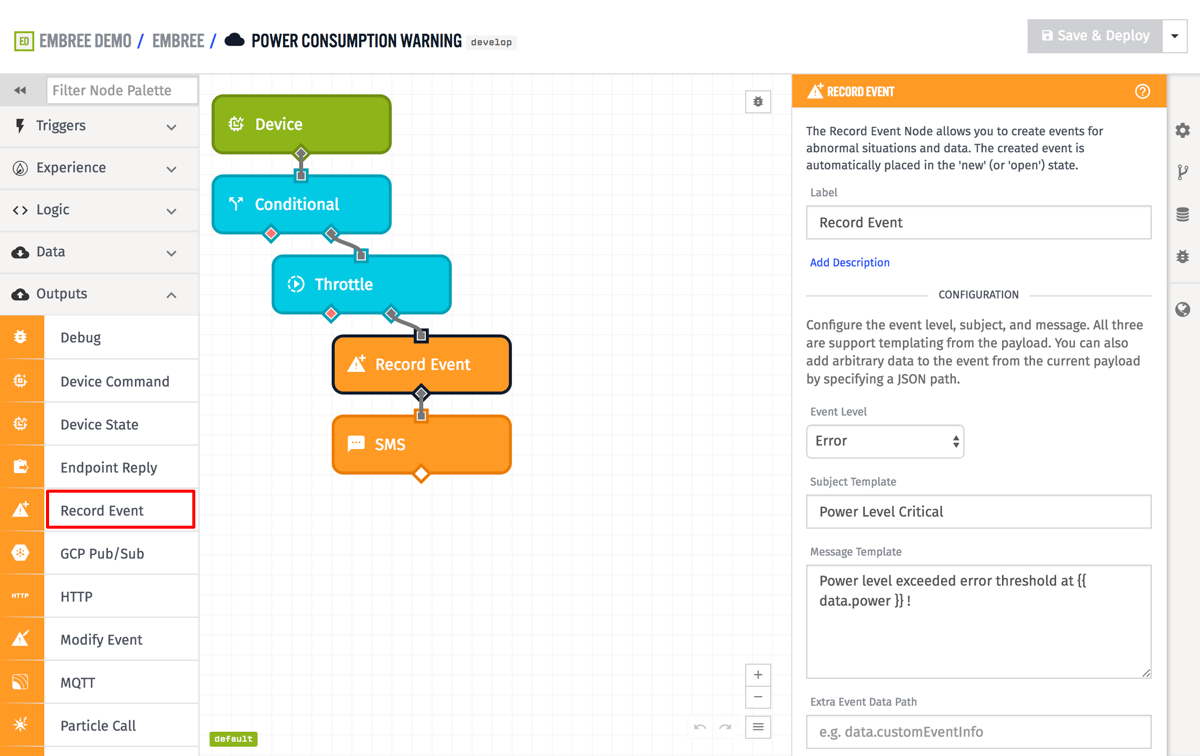 ED EMBREE DEMO / EMBREE / POWER CONSUMPTION WARNING develop
Save & Deploy
Filter Node Palette
Triggers
Experience
Logic
Data
Outputs
Debug
Device Command
Device State
Endpoint Reply
Record Event
GCP Pub/Sub
HTTP HTTP
Modify Event
MQTT
Particle Call
Device
Conditional
Throttle
Record Event
SMS
default
RECORD EVENT
The Record Event Node allows you to create events for
abnormal situations and data. The created event is
automatically placed in the 'new' (or 'open') state.
Label
Record Event
Add Description
CONFIGURATION
Configure the event level, subject, and message. All three
are support templating from the payload. You can also
add arbitrary data to the event from the current payload
by specifying a JSON path.
Event Level
Error
Subject Template
Power Level Critical
Message Template
Power level exceeded error threshold at {{
data.power }} !
Extra Event Data Path
e.g. data.customEventInfo